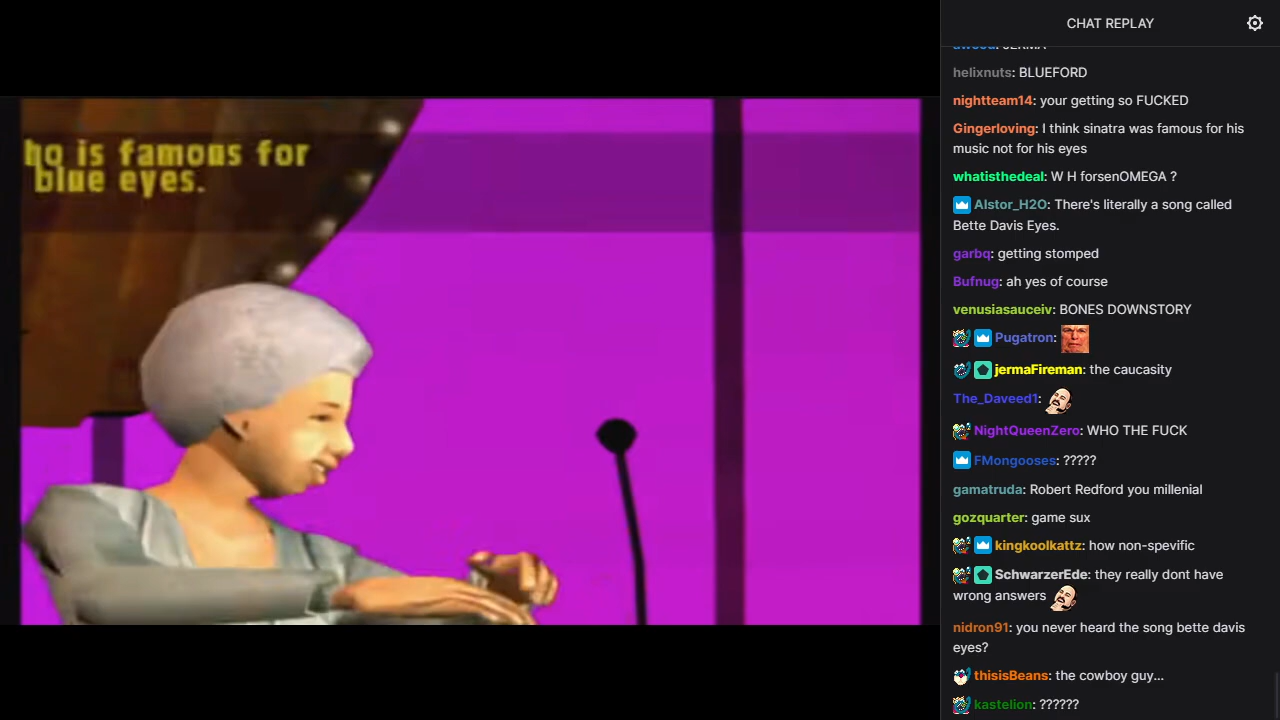 ho is famous for
blue eyes.
CHAT REPLAY
helixnuts: BLUEFORD
nightteam14: your getting so FUCKED
Gingerloving: I think sinatra was famous for his
music not for his eyes
whatisthedeal: W H forsenOMEGA ?
Alstor_H2O: There's literally a song called
Bette Davis Eyes.
garbq: getting stomped
Bufnug: ah yes of course
venusiasauceiv: BONES DOWNSTORY
Pugatron:
jermaFireman: the caucasity
The_Daveed1:
NightQueenZero: WHO THE FUCK
FMongooses: ?????
gamatruda: Robert Redford you millenial
gozquarter: game sux
kingkoolkattz: how non-spevific
SchwarzerEde: they really dont have
wrong answers
nidron91: you never heard the song bette davis
eyes?
thisisBeans: the cowboy guy...
kastelion: ??????